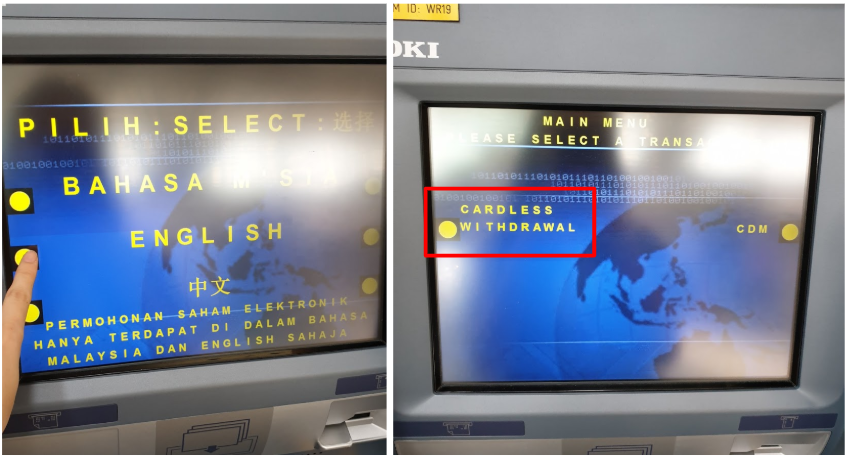 PILIH:SELECT:选择
BAHASA M'SIA
ENGLISH
中文
PERMOHONAN SAHAM ELEKTRONIK
HANYA TERDAPAT DI DALAM BAHASA
MALAYSIA DAN ENGLISH SAHAJA
M ID: WR19
OKI
MAIN MENU
EASE SELECT A TRANSA
CARDLESS
WITHDRAWAL
CDM